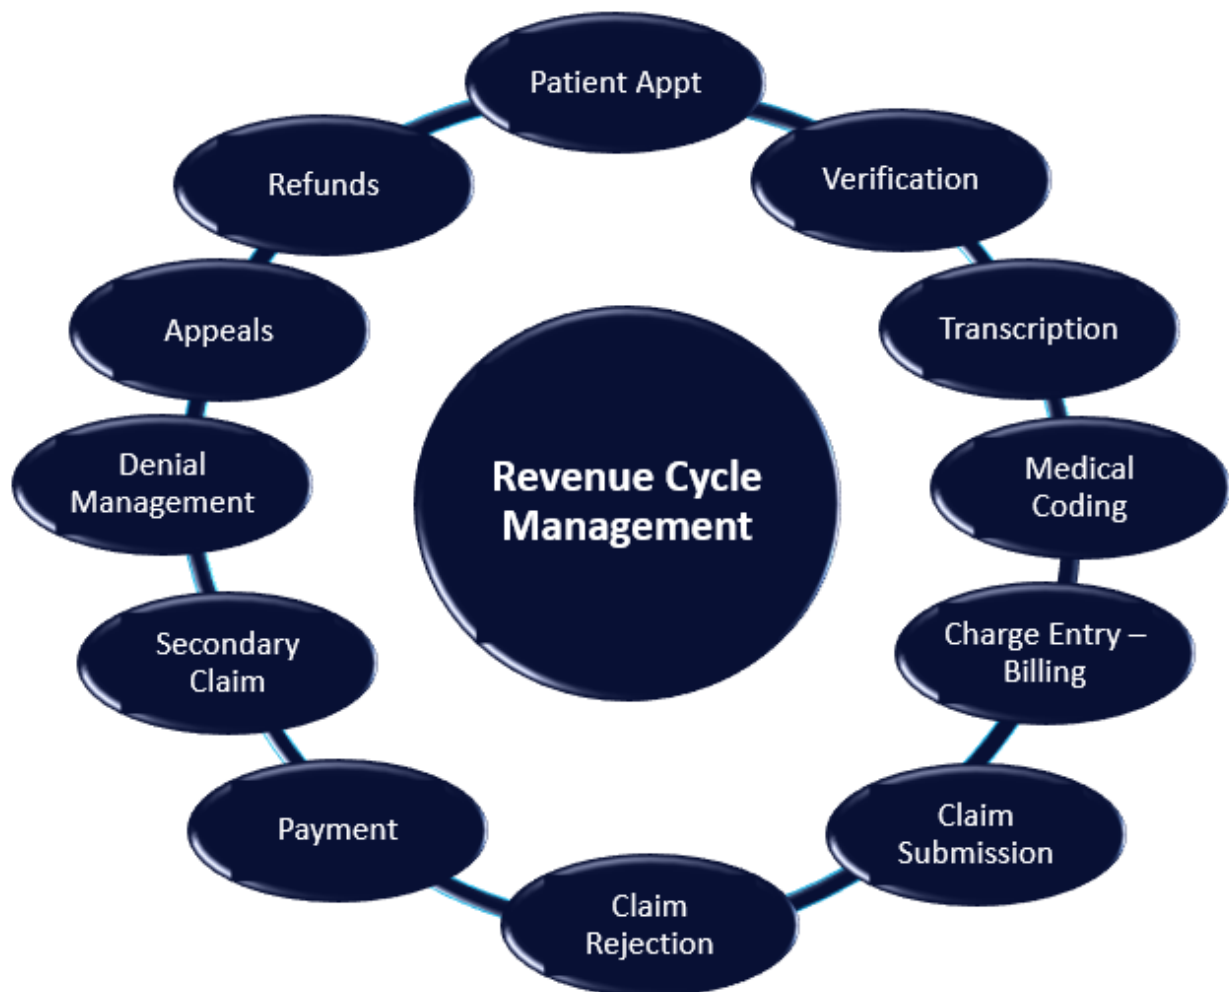 Patient Appt
Verification
Transcription
Medical
Coding
Charge Entry –
Billing
Claim
Submission
Claim
Rejection
Payment
Secondary
Claim
Denial
Management
Appeals
Refunds
Revenue Cycle
Management